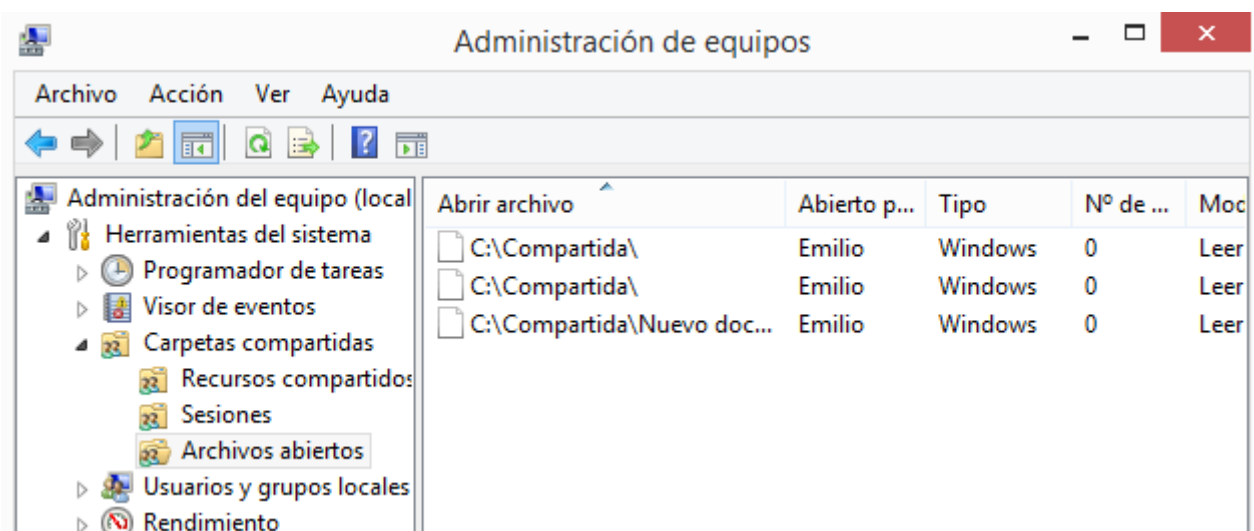 Administración de equipos
Archivo Acción Ver Ayuda
Administración del equipo (local
Herramientas del sistema
Programador de tareas
Visor de eventos
Carpetas compartidas
Recursos compartidos
Sesiones
Archivos abiertos
Usuarios y grupos locales
Rendimiento
Abrir archivo Abierto p... Tipo Nº de ... Mod
C:\Compartida\ Emilio Windows 0 Leer
C:\Compartida\ Emilio Windows 0 Leer
C:\Compartida\Nuevo doc... Emilio Windows 0 Leer